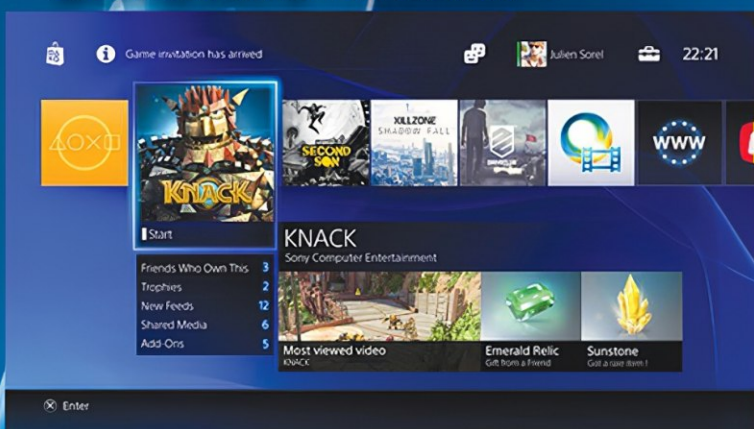 Game invitation has arrived
Julien Sorel
22:21
KNACK
SECOND SON
KILLZONE
SHADOW FALL
DRIVECLUB
WWW
Start
KNACK
Sony Computer Entertainment
Friends Who Own This 3
Trophies 2
New Feeds 12
Shared Media 6
Add-Ons 5
Most viewed video
KNACK
Emerald Relic
Gift from a Friend
Sunstone
Got a rare item !
Enter